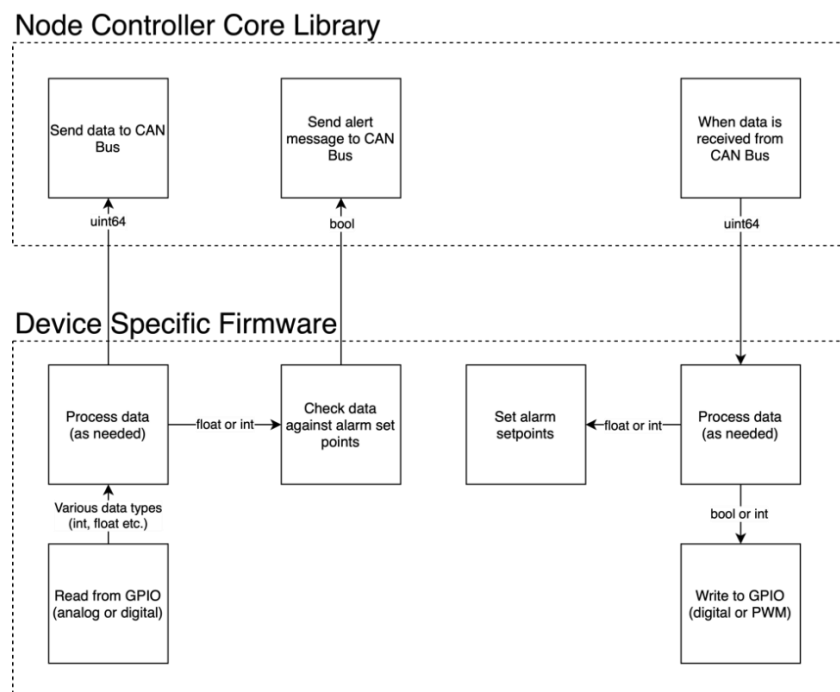 Node Controller Core Library
Send data to CAN
Bus
Send alert
message to CAN
Bus
When data is
received from
CAN Bus
uint64
bool
uint64
Device Specific Firmware
Process data
(as needed)
float or int
Check data
against alarm set
points
Set alarm
setpoints
float or int
Process data
(as needed)
Various data types
(int, float etc.)
bool or int
Read from GPIO
(analog or digital)
Write to GPIO
(digital or PWM)